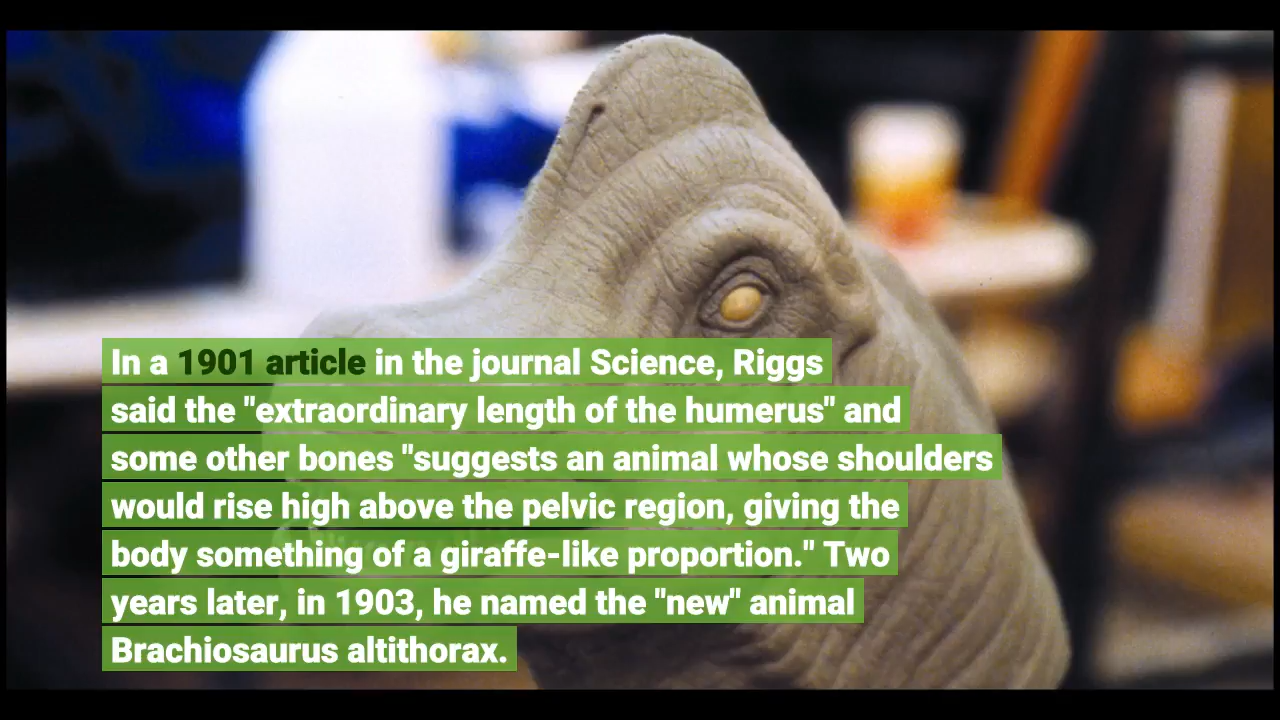 In a 1901 article in the journal Science, Riggs
said the "extraordinary length of the humerus" and
some other bones "suggests an animal whose shoulders
would rise high above the pelvic region, giving the
body something of a giraffe-like proportion." Two
years later, in 1903, he named the "new" animal
Brachiosaurus altithorax.